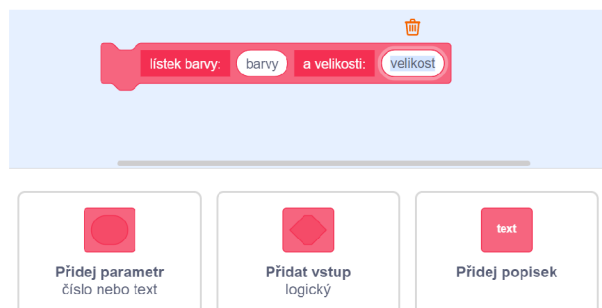 lístek barvy: barvy a velikosti: velikost
text
Přidej parametr
číslo nebo text
Přidat vstup
logický
Přidej popisek